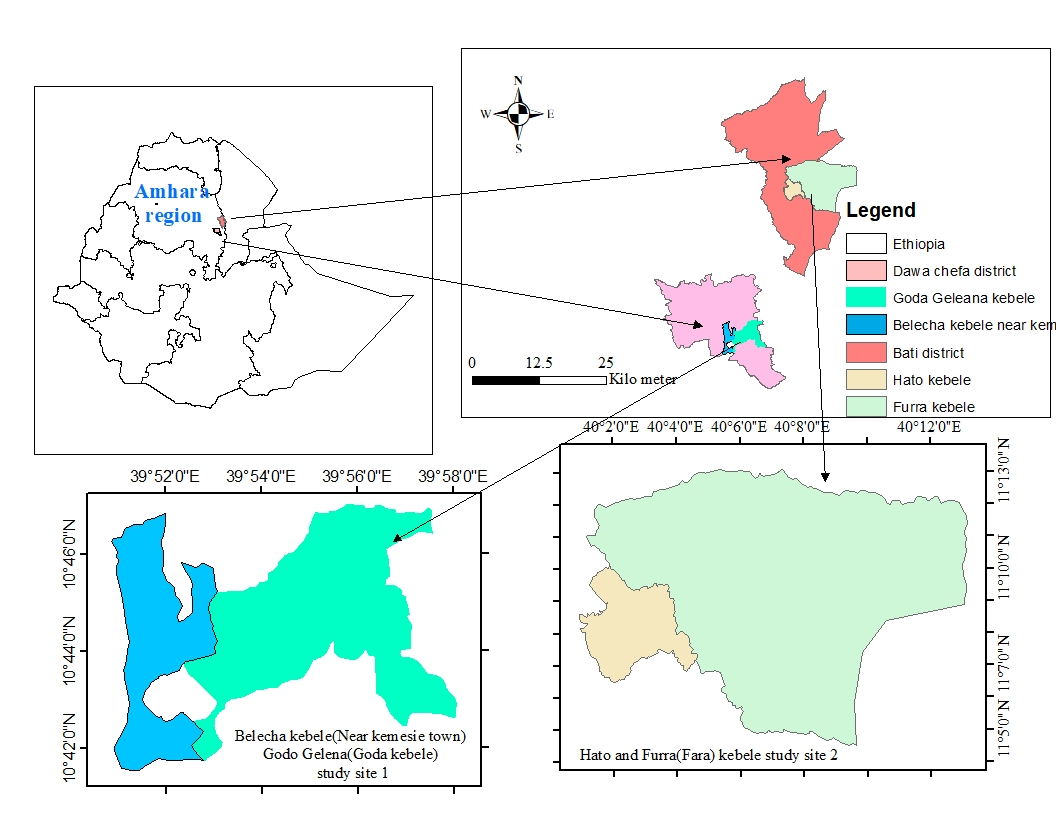 Amhara
region
N
W
E
S
Legend
Ethiopia
Dawa chefa district
Goda Geleana kebele
Belecha kebele near kem
Bati district
Hato kebele
Furra kebele
0 12.5 25
Kilo meter
39°52'0"E 39°54'0"E 39°56'0"E 39°58'0"E
10°46'0"N
10°44'0"N
10°42'0"N
Belecha kebele(Near kemesie town)
Godo Gelena(Goda kebele)
study site 1
40°2'0"E 40°4'0"E 40°6'0"E 40°8'0"E 40°12'0"E
11°13'0"N
11°10'0"N
11°7'0"N
11°5'0"N
Hato and Furra(Fara) kebele study site 2